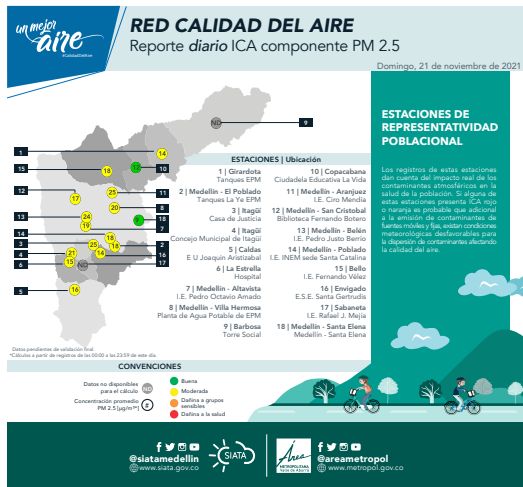 un mejor
aire
#CalidadDelAire
RED CALIDAD DEL AIRE
Reporte diario ICA componente PM 2.5
Domingo, 21 de noviembre de 2021
ND
9
1
14
15
18
12
10
12
17
25
11
20
8
13
24
19
9
18
7
14
18
3
25
18
2
4
21
14
16
6
15
ND
17
5
16
ESTACIONES | Ubicación
1 | Girardota
Tanques EPM
2 | Medellín - El Poblado
Tanques La Ye EPM
3 | Itagüí
Casa de Justicia
4 | Itagüí
Concejo Municipal de Itagüí
5 | Caldas
E U Joaquín Aristizabal
6 | La Estrella
Hospital
7 | Medellín - Altavista
I.E. Pedro Octavio Amado
8 | Medellín - Villa Hermosa
Planta de Agua Potable de EPM
9 | Barbosa
Torre Social
10 | Copacabana
Ciudadela Educativa La Vida
11 | Medellín - Aranjuez
I.E. Ciro Mendía
12 | Medellín - San Cristobal
Biblioteca Fernando Botero
13 | Medellín - Belén
I.E. Pedro Justo Berrio
14 | Medellín - Poblado
I.E. INEM sede Santa Catalina
15 | Bello
I.E. Fernando Vélez
16 | Envigado
E.S.E. Santa Gertrudis
17 | Sabaneta
I.E. Rafael J. Mejia
18 | Medellín - Santa Elena
Medellín - Santa Elena
ESTACIONES DE
REPRESENTATIVIDAD
POBLACIONAL
Los registros de estas estaciones
dan cuenta del impacto real de los
contaminantes atmosféricos en la
salud de la población. Si alguna de
estas estaciones presenta ICA rojo
o naranja es probable que adicional
a la emisión de contaminantes de
fuentes móviles y fijas, existan condiciones
meteorológicas desfavorables para
la dispersión de contaminantes afectando
la calidad del aire.
Datos pendientes de validación final.
*Cálculos a partir de registros de las 00:00 a las 23:59 de este día.
CONVENCIONES
Datos no disponibles
para el cálculo
ND
Concentración promedio
PM 2.5 [µg/m³*]
#
Buena
Moderada
Dañina a grupos
sensibles
Dañina a la salud
@siatamedellin
www.siata.gov.co
SIATA
Área
METROPOLITANA
Valle de Aburrá
@areametropol
www.metropol.gov.co